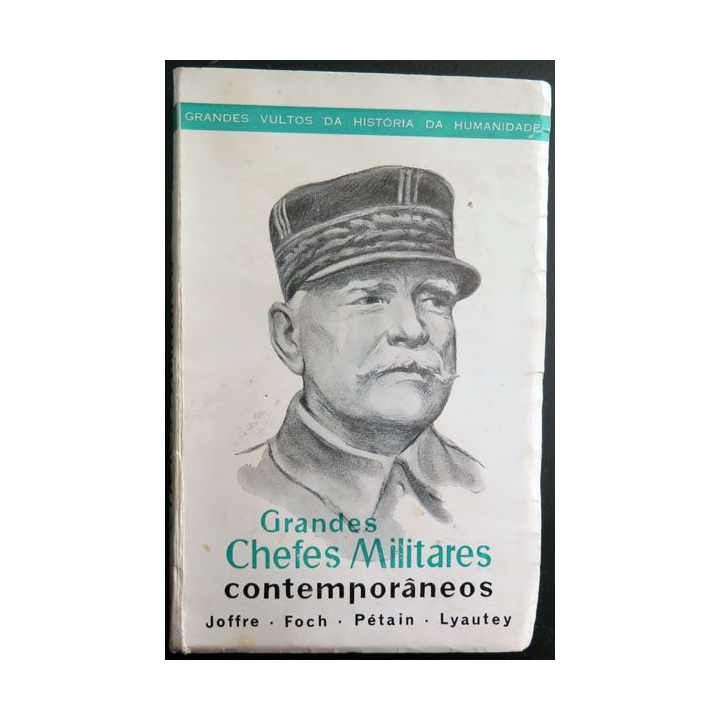 GRANDES VULTOS DA HISTÓRIA DA HUMANIDADE
Grandes
Chefes Militares
contemporâneos
Joffre · Foch · Pétain · Lyautey